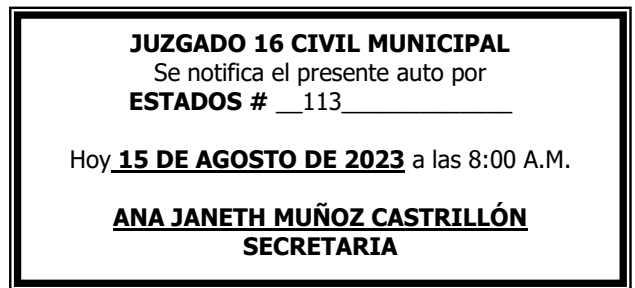 JUZGADO 16 CIVIL MUNICIPAL
Se notifica el presente auto por
ESTADOS # __113_____________
Hoy 15 DE AGOSTO DE 2023 a las 8:00 A.M.
ANA JANETH MUÑOZ CASTRILLÓN
SECRETARIA